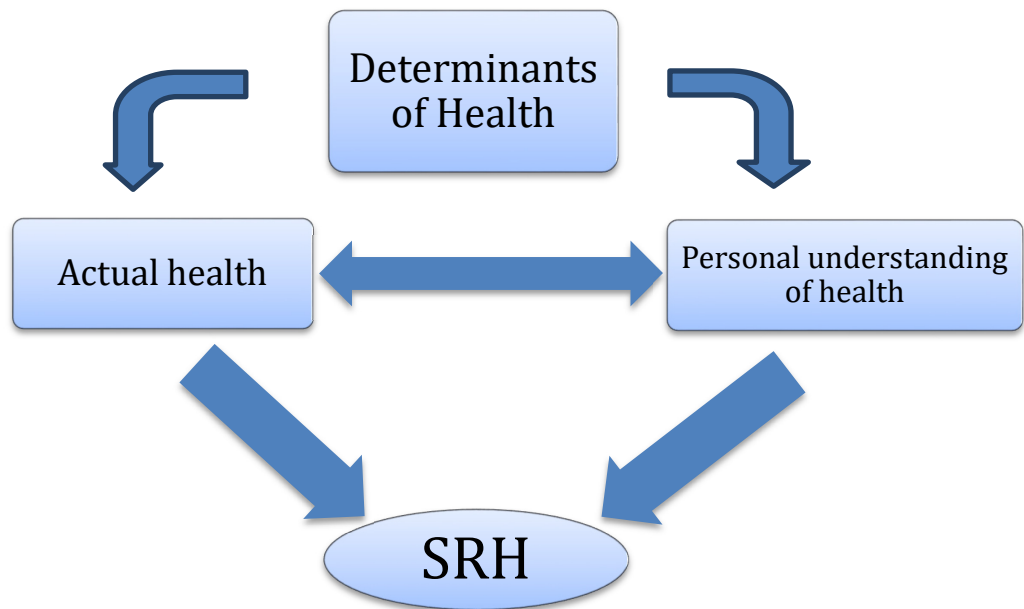 Determinants
of Health
Actual health
Personal understanding
of health
SRH